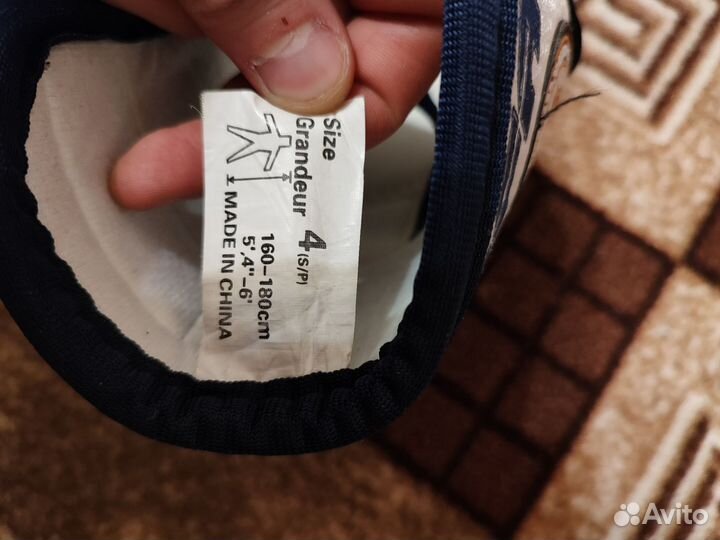 Size
Grandeur 4 (S/P)
160-180cm
5',4"-6'
MADE IN CHINA
Avito